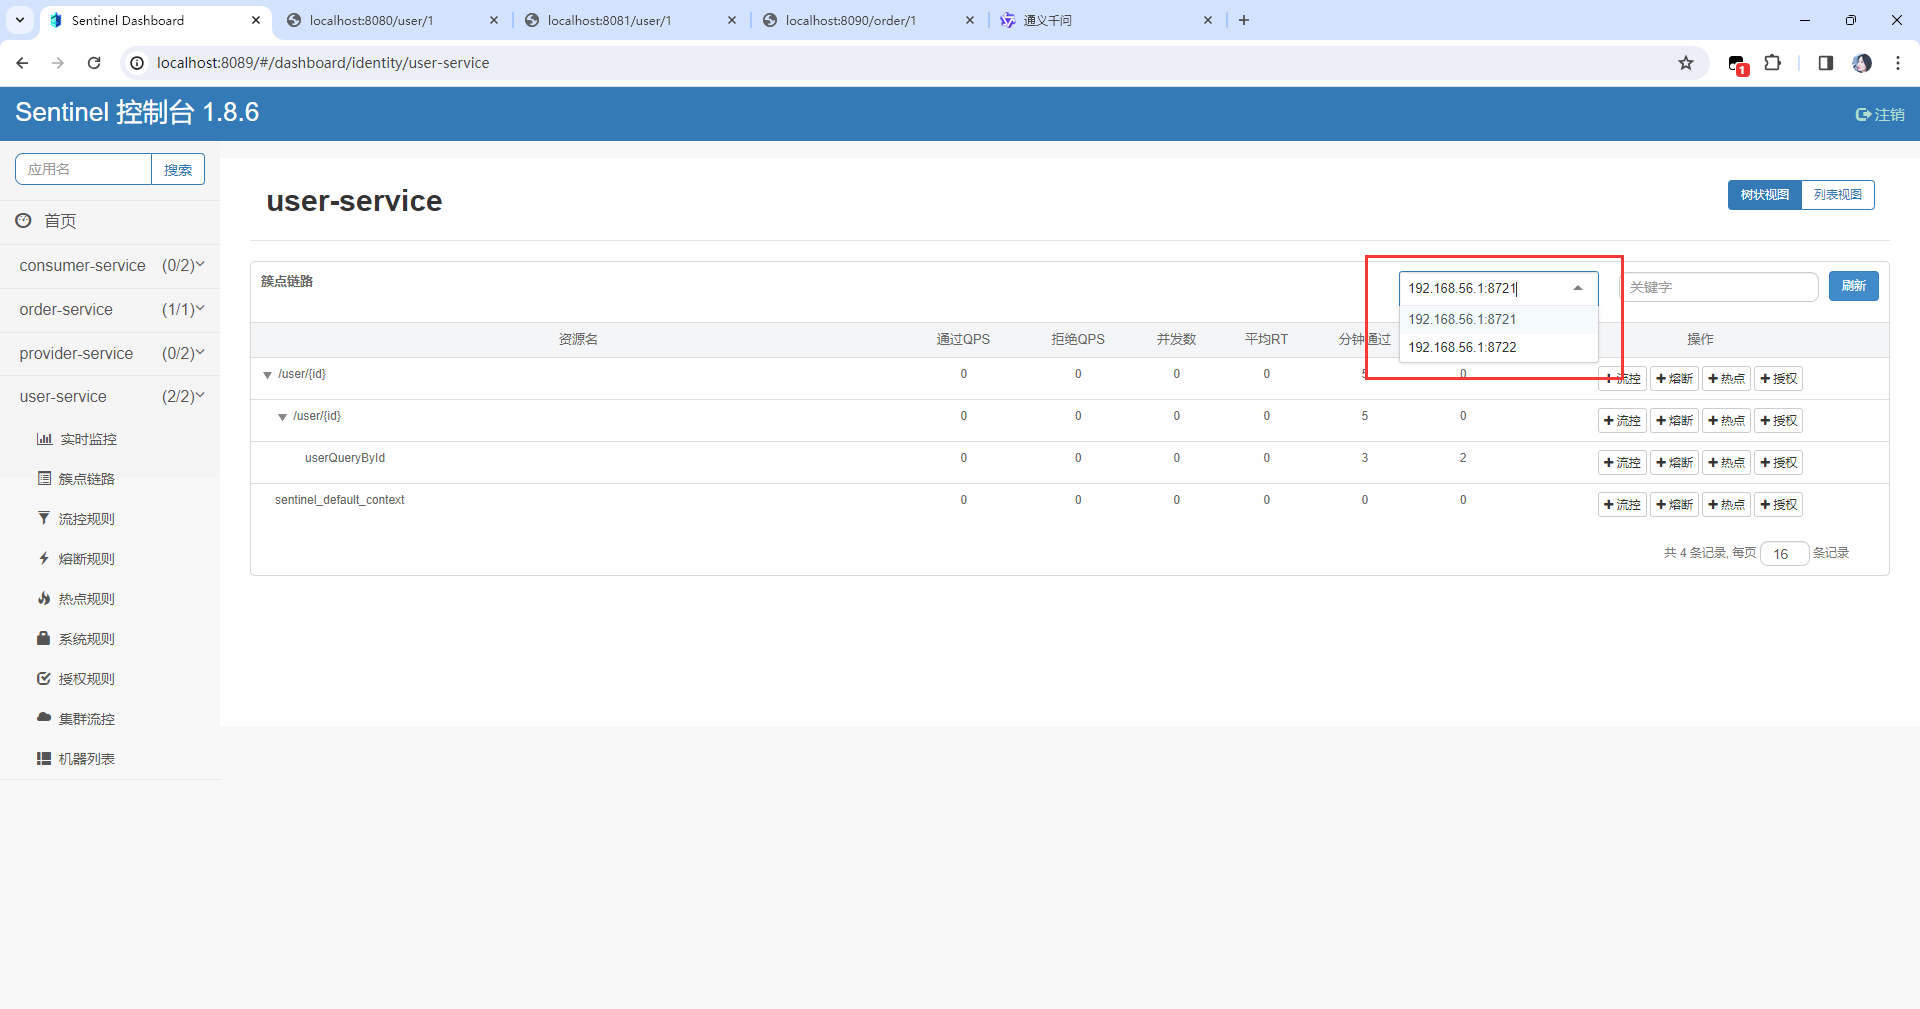 Sentinel Dashboard
localhost:8080/user/1
localhost:8081/user/1
localhost:8090/order/1
通义千问
localhost:8089/#/dashboard/identity/user-service
1
Sentinel 控制台 1.8.6
注销
应用名
搜索
首页
consumer-service (0/2)
order-service (1/1)
provider-service (0/2)
user-service (2/2)
实时监控
簇点链路
流控规则
熔断规则
热点规则
系统规则
授权规则
集群流控
机器列表
user-service
树状视图 列表视图
簇点链路
192.168.56.1:8721
关键字
刷新
192.168.56.1:8721
192.168.56.1:8722
资源名 通过QPS 拒绝QPS 并发数 平均RT 分钟通过 操作
/user/{id} 0 0 0 0 5 0 流控 熔断 热点 授权
/user/{id} 0 0 0 0 5 0 流控 熔断 热点 授权
userQueryById 0 0 0 0 3 2 流控 熔断 热点 授权
sentinel_default_context 0 0 0 0 0 0 流控 熔断 热点 授权
共 4 条记录, 每页 16 条记录